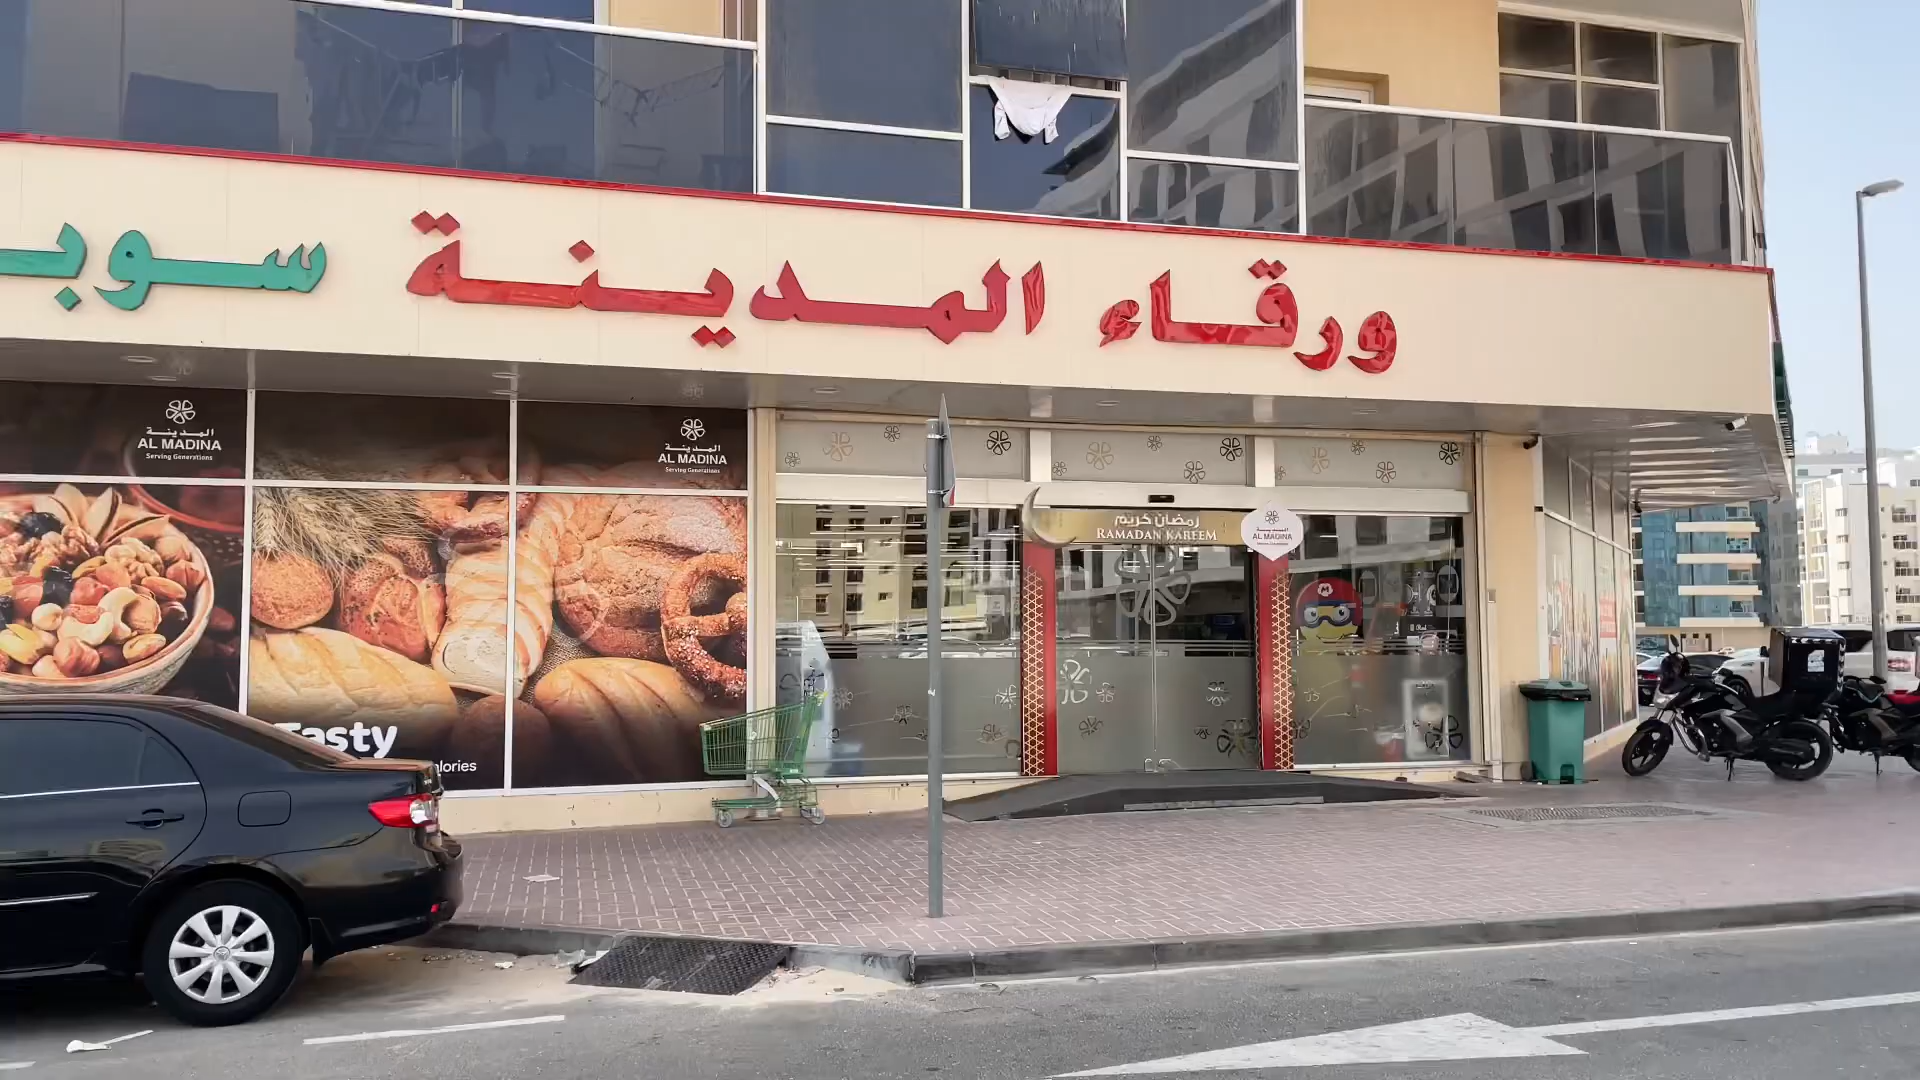 ورقاء المدينة سوبـ
المدينة
AL MADINA
Serving Generations
المدينة
AL MADINA
Serving Generations
رمضان كريم
RAMADAN KAREEM
المدينة
AL MADINA
M
Tasty
alories